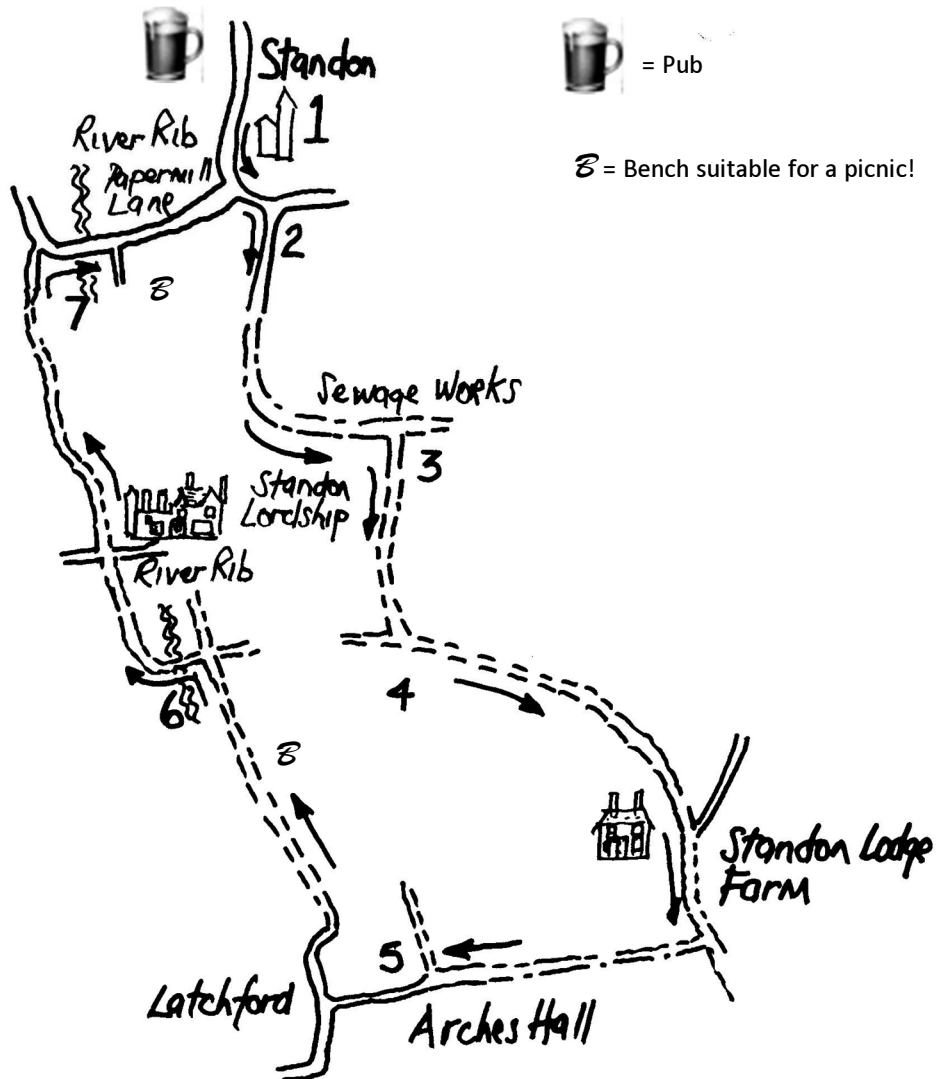 Standon
= Pub
1
River Rib
Papermill
Lane
ℬ = Bench suitable for a picnic!
2
7
ℬ
Sewage Works
3
Standon
Lordship
River Rib
4
6
ℬ
Standon Lodge
Farm
5
Latchford
Arches Hall